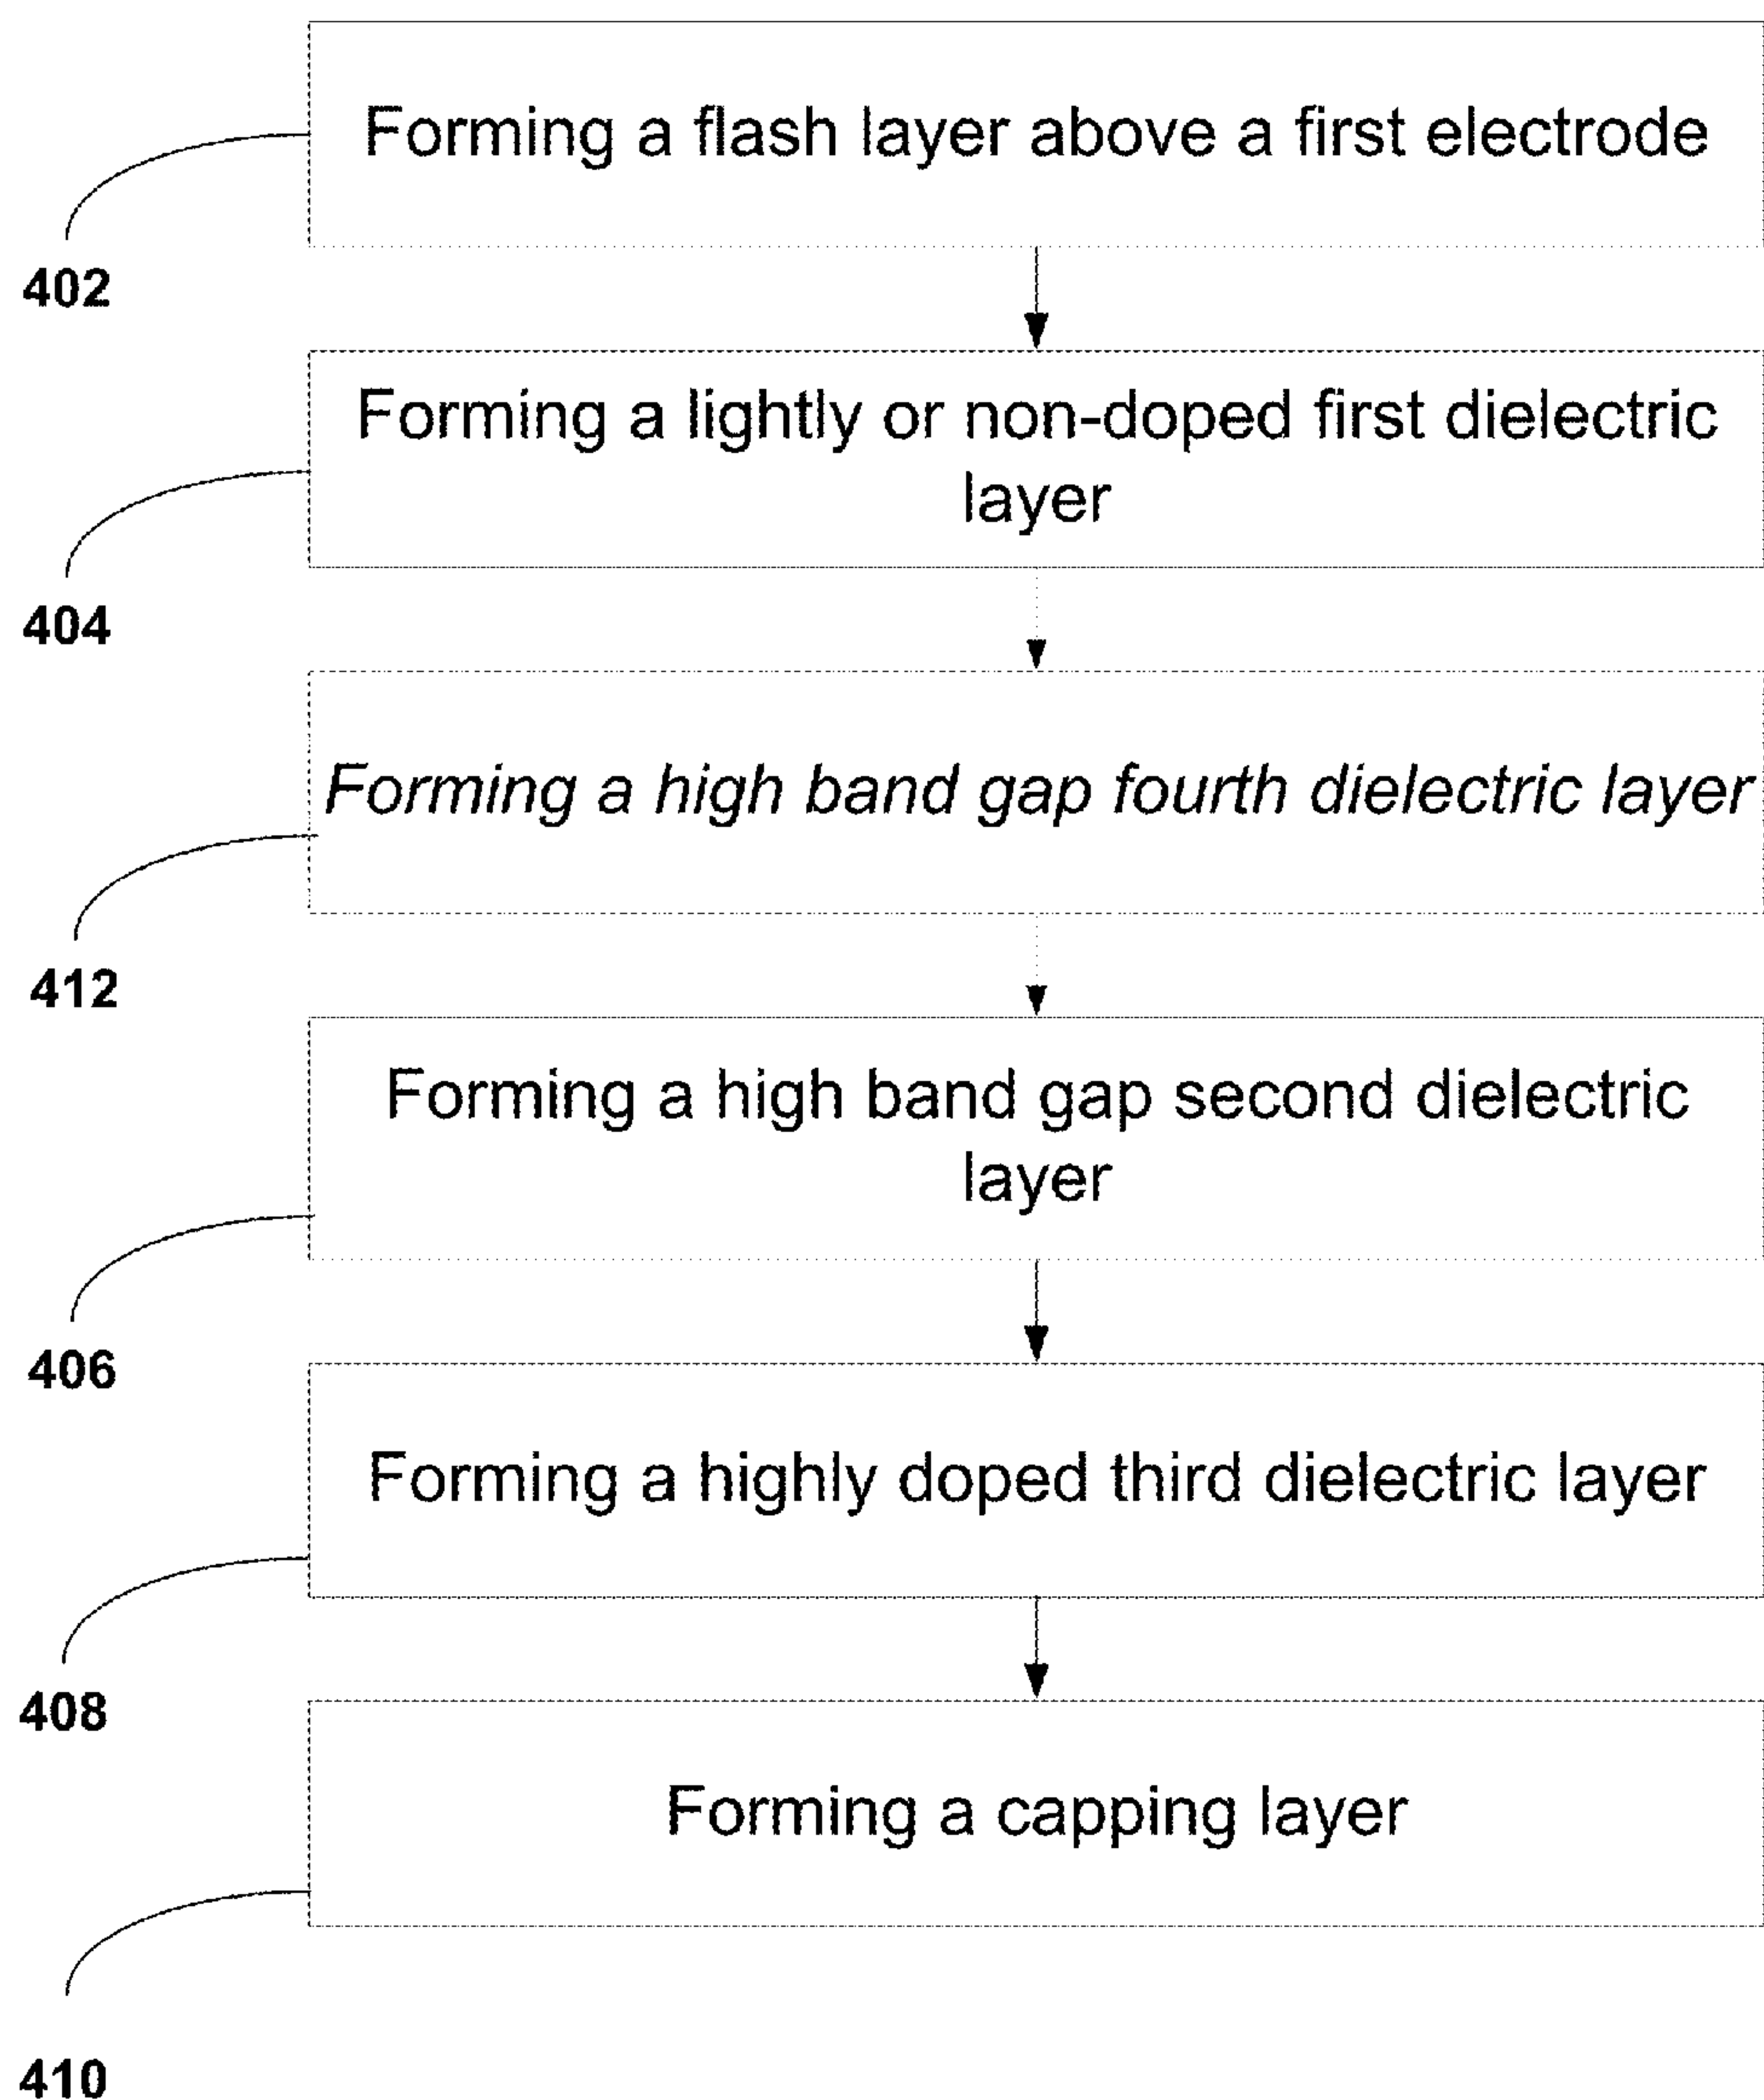 Forming a flash layer above a first electrode
402
Forming a lightly or non-doped first dielectric
layer
404
Forming a high band gap fourth dielectric layer
412
Forming a high band gap second dielectric
layer
406
Forming a highly doped third dielectric layer
408
Forming a capping layer
410